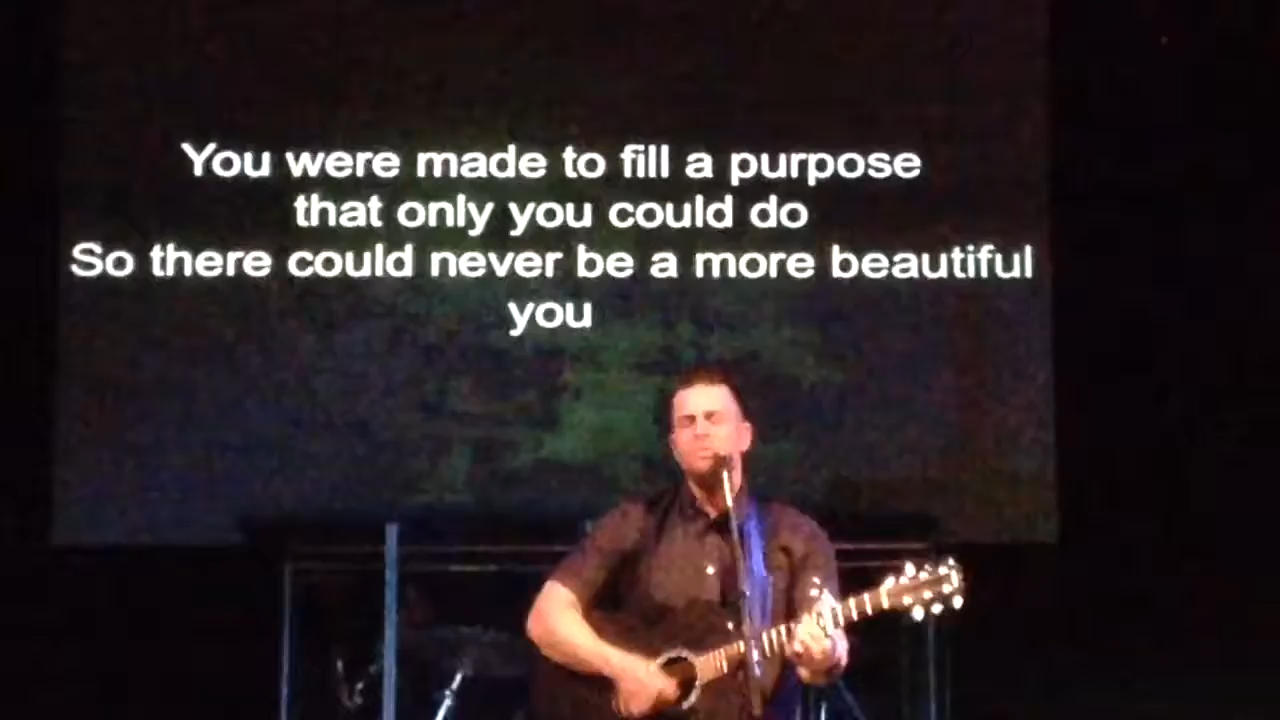 You were made to fill a purpose
that only you could do
So there could never be a more beautiful
you